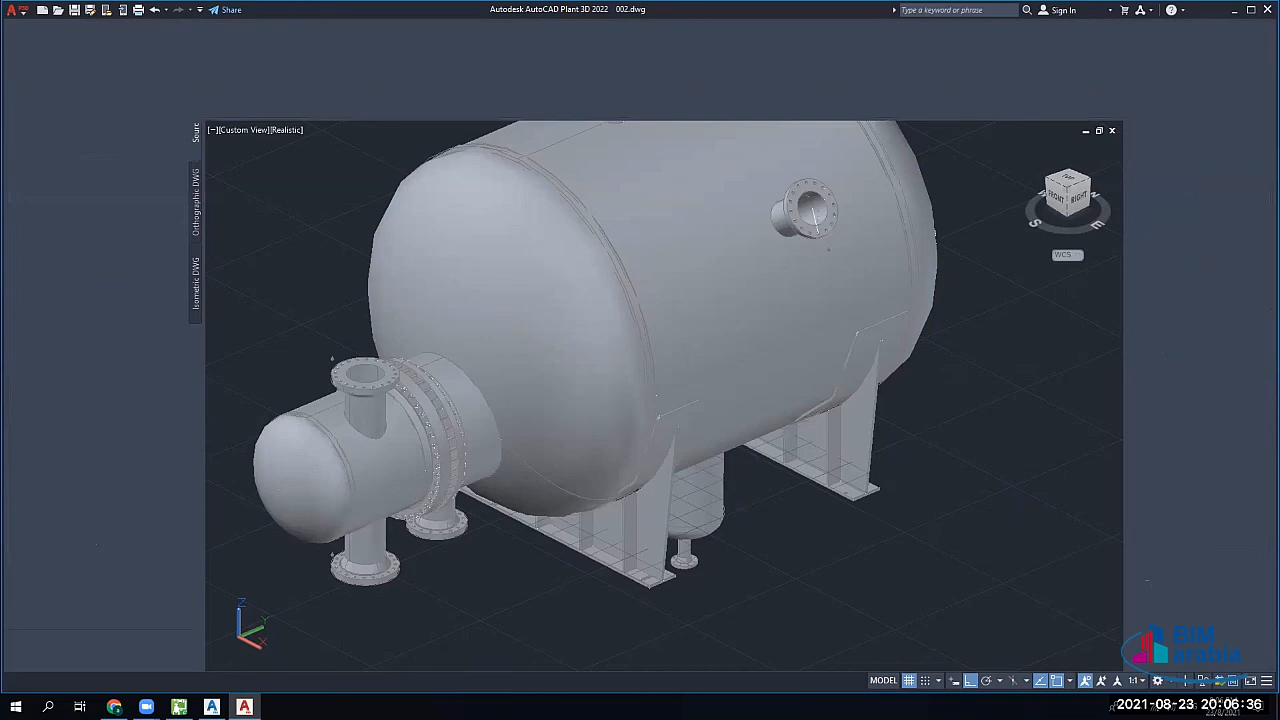 Share
Autodesk AutoCAD Plant 3D 2022 002.dwg
Type a keyword or phrase
Sign In
[−][Custom View][Realistic]
Orthographic DWG
Isometric DWG
TOP
FRONT
RIGHT
S
E
WCS
Z
Y
X
BIM
arabia
MODEL
1:1
2021-08-23 20:06:36